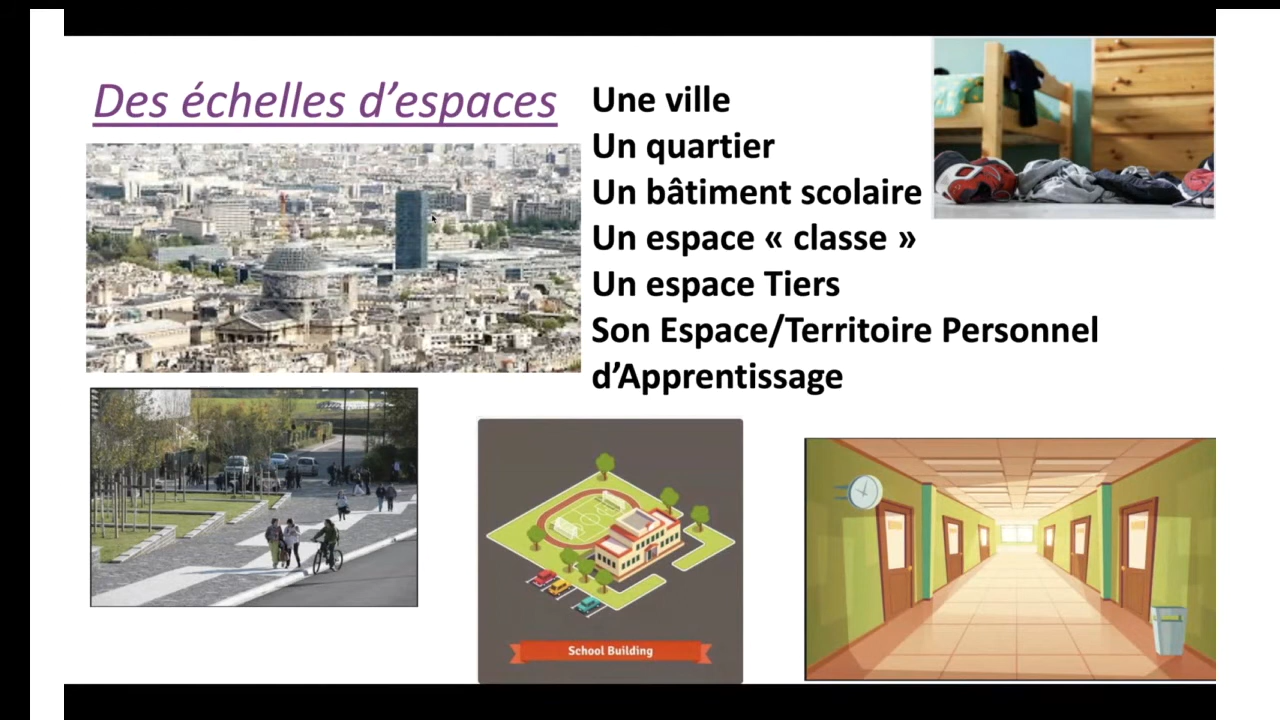 Des échelles d’espaces
Une ville
Un quartier
Un bâtiment scolaire
Un espace « classe »
Un espace Tiers
Son Espace/Territoire Personnel
d’Apprentissage
School Building